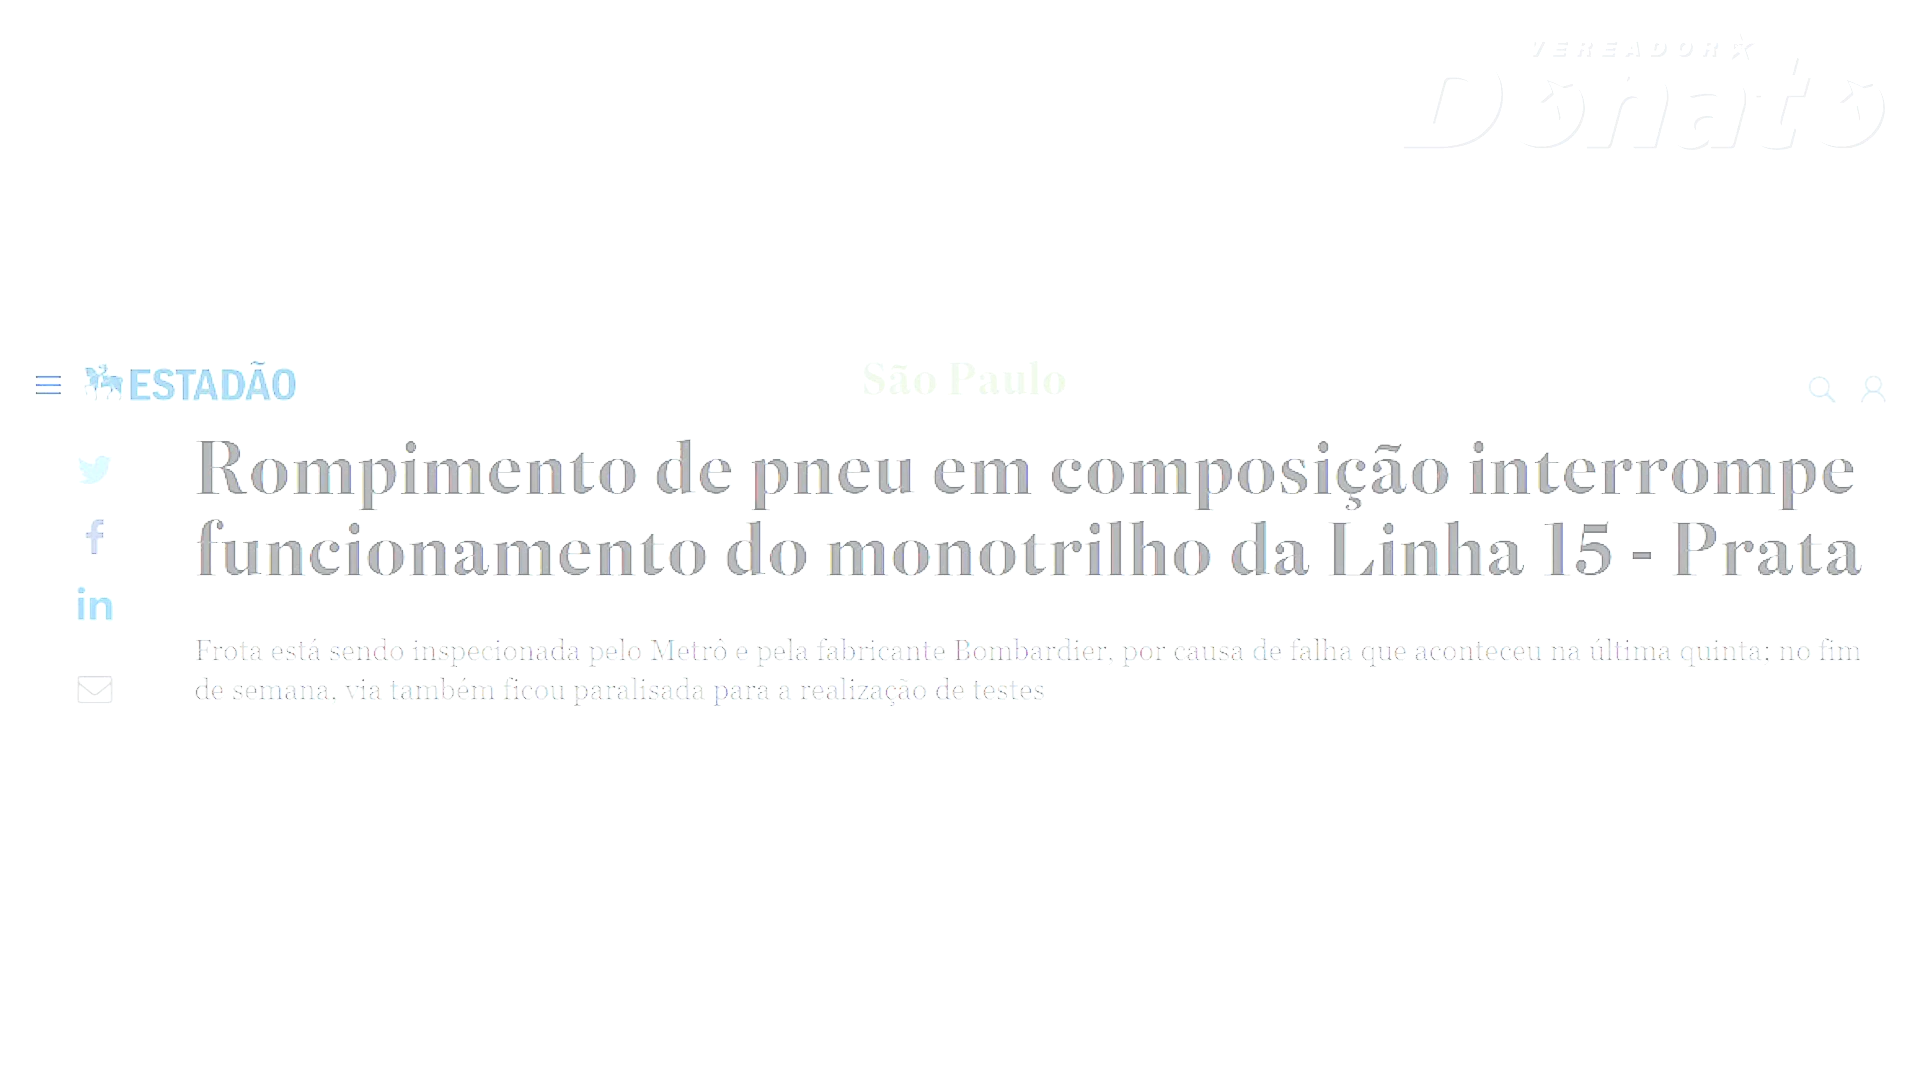 VEREADOR
Donato
ESTADÃO
São Paulo
Rompimento de pneu em composição interrompe
funcionamento do monotrilho da Linha 15 - Prata
Frota está sendo inspecionada pelo Metrô e pela fabricante Bombardier, por causa de falha que aconteceu na última quinta; no fim
de semana, via também ficou paralisada para a realização de testes